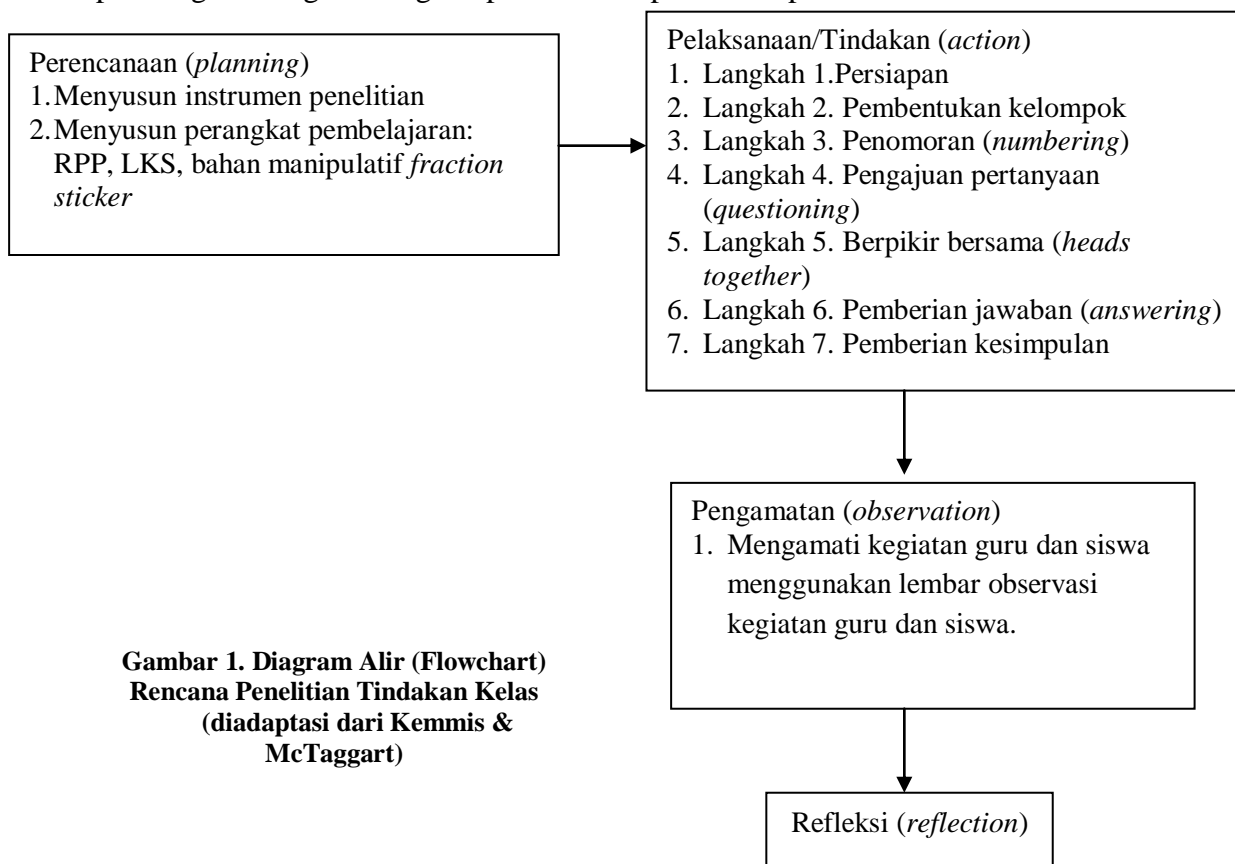 Perencanaan (planning)
1.Menyusun instrumen penelitian
2.Menyusun perangkat pembelajaran:
RPP, LKS, bahan manipulatif fraction
sticker
Pelaksanaan/Tindakan (action)
1. Langkah 1.Persiapan
2. Langkah 2. Pembentukan kelompok
3. Langkah 3. Penomoran (numbering)
4. Langkah 4. Pengajuan pertanyaan
(questioning)
5. Langkah 5. Berpikir bersama (heads
together)
6. Langkah 6. Pemberian jawaban (answering)
7. Langkah 7. Pemberian kesimpulan
Pengamatan (observation)
1. Mengamati kegiatan guru dan siswa
menggunakan lembar observasi
kegiatan guru dan siswa.
Gambar 1. Diagram Alir (Flowchart)
Rencana Penelitian Tindakan Kelas
(diadaptasi dari Kemmis &
McTaggart)
Refleksi (reflection)